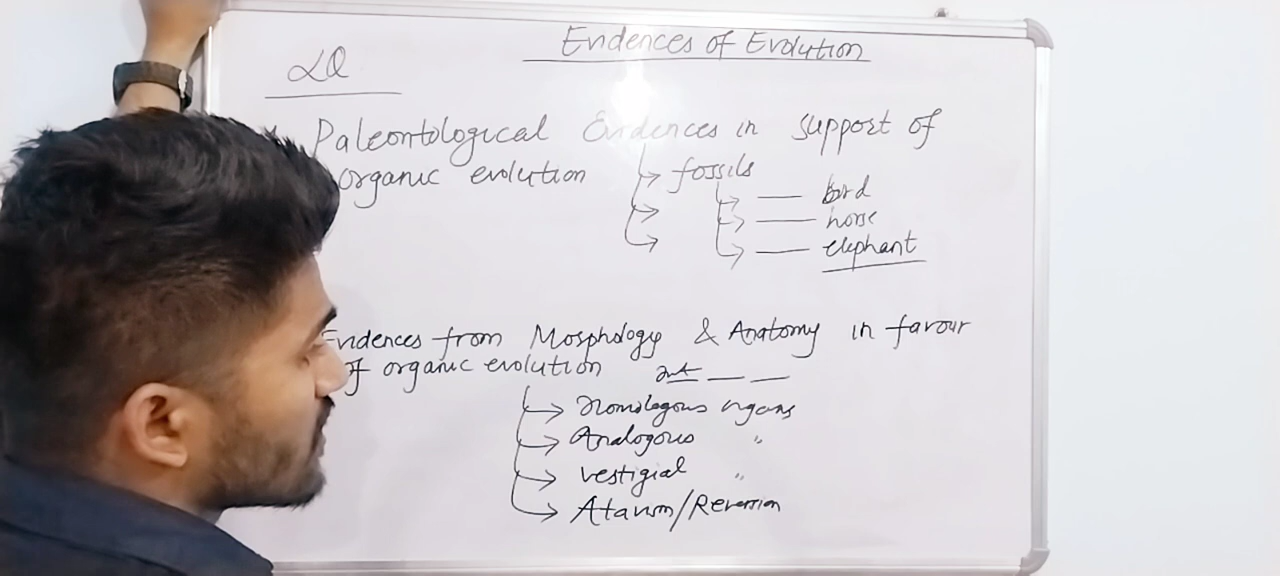 Evidences of Evolution
LQ
Paleontological Evidences in support of
organic evolution
fossils
bird
horse
elephant
Evidences from Morphology & Anatomy in favour
of organic evolution
Homologous organs
Analogous "
vestigial "
Atavism/Reversion